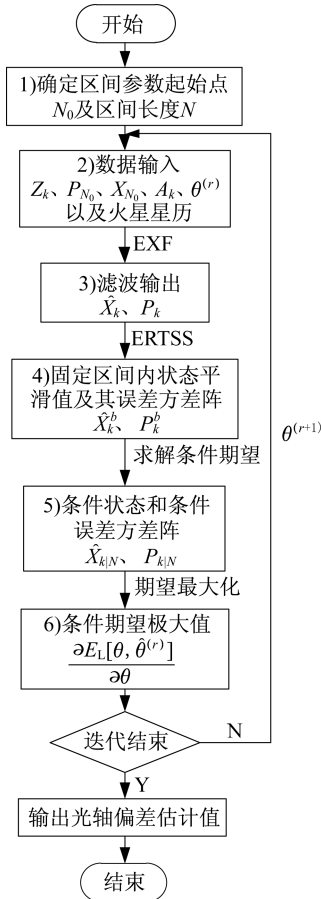 开始
1)确定区间参数起始点
N₀及区间长度N
2)数据输入
Zₖ、P_{N₀}、X_{N₀}、Aₖ、θ⁽ʳ⁾
以及火星星历
EXF
3)滤波输出
X̂ₖ、Pₖ
ERTSS
4)固定区间内状态平
滑值及其误差方差阵
X̂ₖᵇ、Pₖᵇ
求解条件期望
θ⁽ʳ⁺¹⁾
5)条件状态和条件
误差方差阵
X̂_{k|N}、P_{k|N}
期望最大化
6)条件期望极大值
∂E_L[θ, θ̂⁽ʳ⁾]
∂θ
迭代结束
N
Y
输出光轴偏差估计值
结束